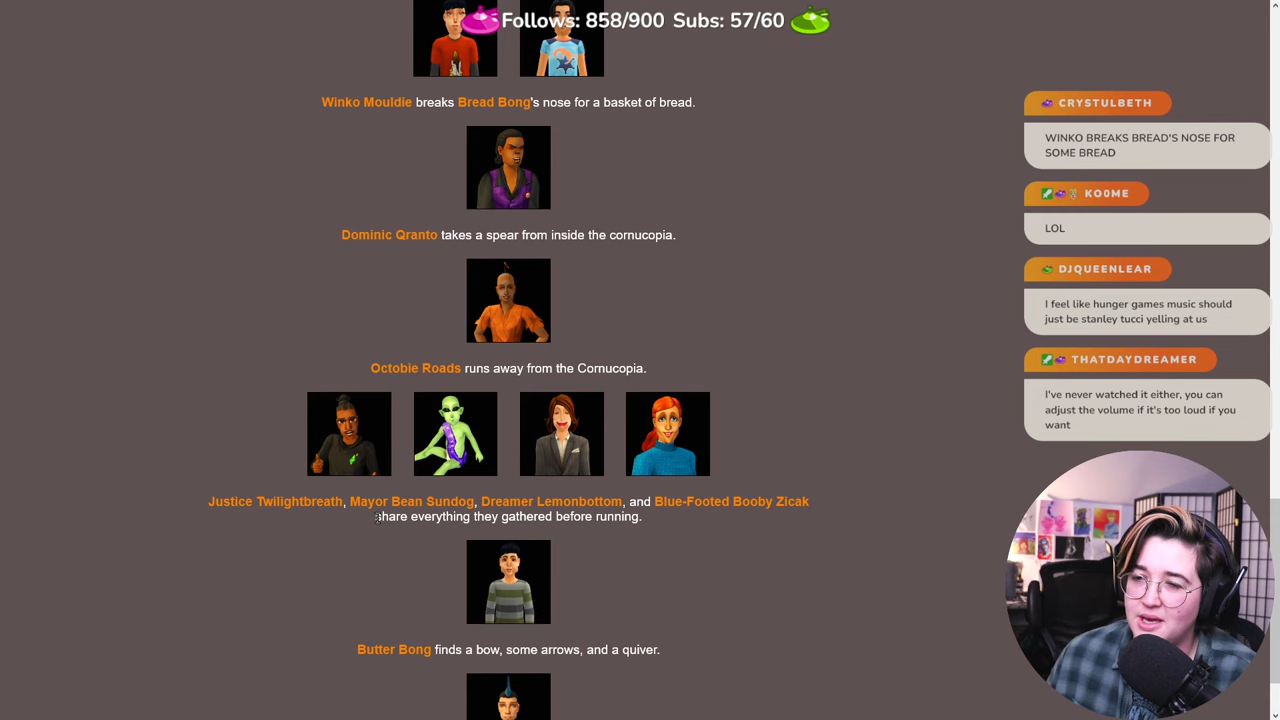 Follows: 858/900 Subs: 57/60
Winko Mouldie breaks Bread Bong's nose for a basket of bread.
Dominic Qranto takes a spear from inside the cornucopia.
Octobie Roads runs away from the Cornucopia.
Justice Twilightbreath, Mayor Bean Sundog, Dreamer Lemonbottom, and Blue-Footed Booby Zicak
share everything they gathered before running.
Butter Bong finds a bow, some arrows, and a quiver.
CRYSTULBETH
WINKO BREAKS BREAD'S NOSE FOR
SOME BREAD
KO0ME
LOL
DJQUEENLEAR
I feel like hunger games music should
just be stanley tucci yelling at us
THATDAYDREAMER
I've never watched it either, you can
adjust the volume if it's too loud if you
want